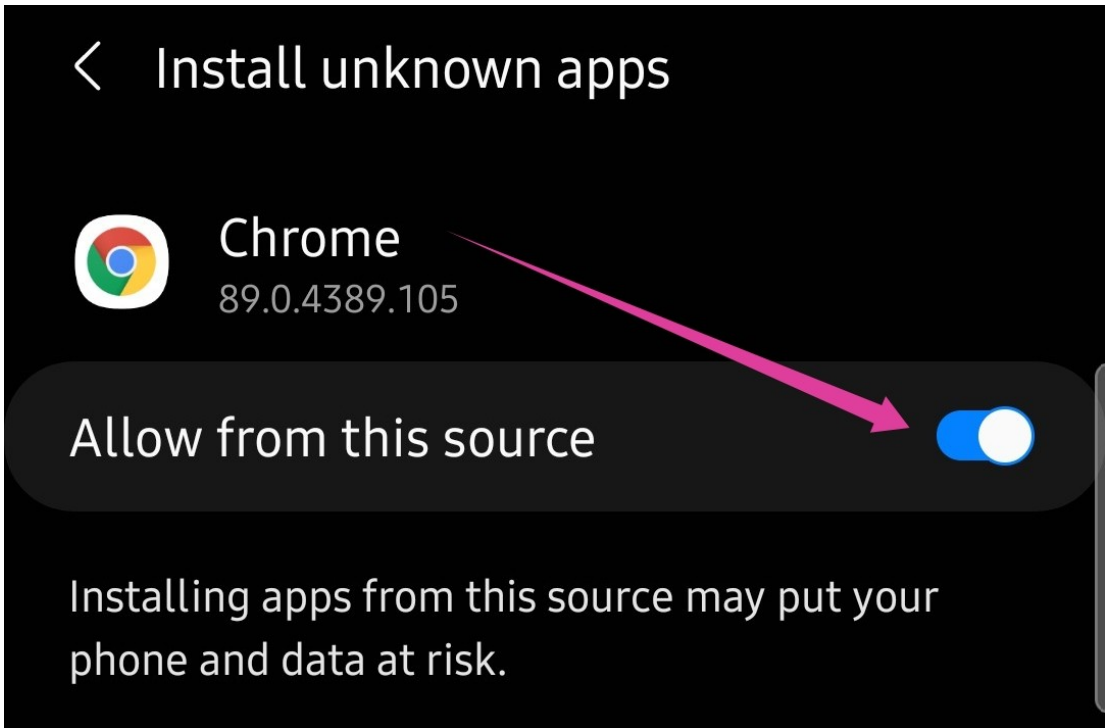 Install unknown apps
Chrome
89.0.4389.105
Allow from this source
Installing apps from this source may put your
phone and data at risk.